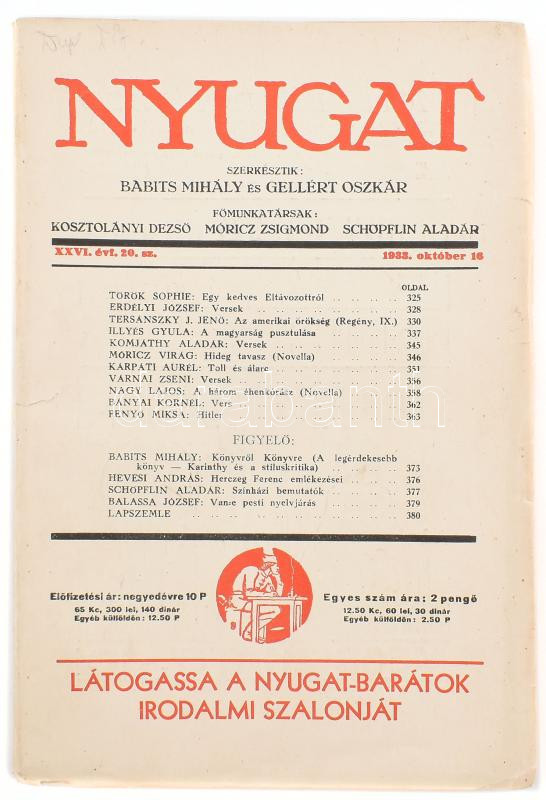 NYUGAT
SZERKESZTIK:
BABITS MIHÁLY ÉS GELLÉRT OSZKÁR
FŐMUNKATÁRSAK:
KOSZTOLÁNYI DEZSŐ MÓRICZ ZSIGMOND SCHÖPFLIN ALADÁR
XXVI. évf. 20. sz. 1933. október 16
OLDAL
TÖRÖK SOPHIE: Egy kedves Eltávozottról . . . . . . 325
ERDÉLYI JÓZSEF: Versek . . . . . . 328
TERSÁNSZKY J. JENŐ: Az amerikai örökség (Regény, IX.) 330
ILLYÉS GYULA: A magyarság pusztulása . . . . . . 337
KOMJÁTHY ALADÁR: Versek . . . . . . 345
MÓRICZ VIRÁG: Hideg tavasz (Novella) . . . . . . 346
KÁRPÁTI AURÉL: Toll és álarc . . . . . . 351
VÁRNAI ZSENI: Versek . . . . . . 356
NAGY LAJOS: A három éhenkórász (Novella) . . . . 358
BÁNYAI KORNÉL: Vers . . . . . . 362
FENYŐ MIKSA: Hitler . . . . . . 363
FIGYELŐ:
BABITS MIHÁLY: Könyvről Könyvre (A legérdekesebb
könyv — Karinthy és a stíluskritika) . . . . . . 373
HEVESI ANDRÁS: Herczeg Ferenc emlékezései . . . . 376
SCHÖPFLIN ALADÁR: Színházi bemutatók . . . . . . 377
BALASSA JÓZSEF: Van-e pesti nyelvjárás . . . . . . 379
LAPSZEMLE . . . . . . 380
darabanth
Előfizetési ár: negyedévre 10 P
65 Kc, 300 lei, 140 dinár
Egyéb külföldön: 12.50 P
Egyes szám ára: 2 pengő
12.50 Kc, 60 lei, 30 dinár
Egyéb külföldön: 2.50 P
LÁTOGASSA A NYUGAT-BARÁTOK
IRODALMI SZALONJÁT